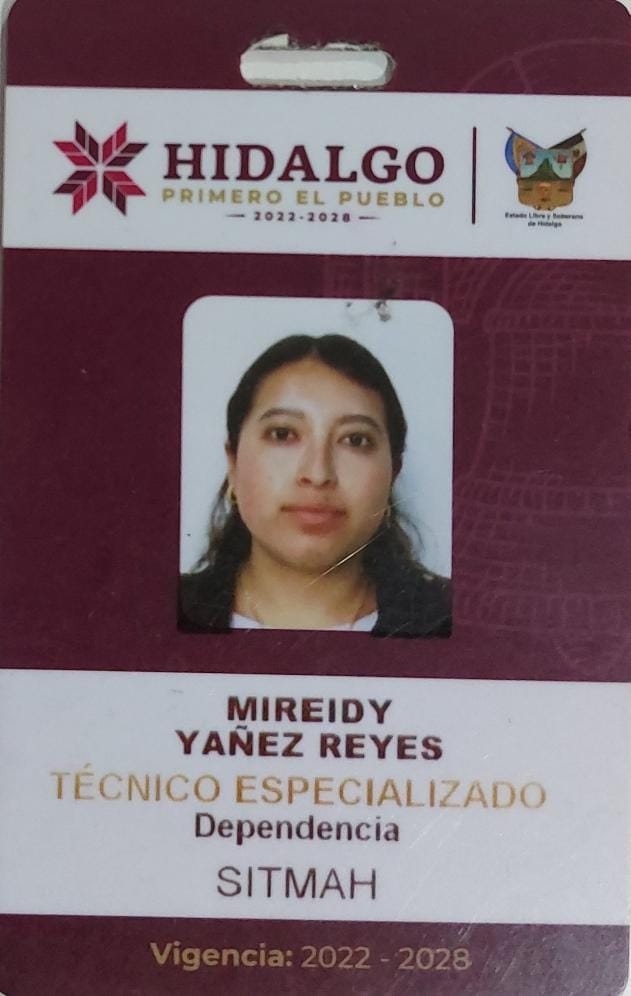 HIDALGO
PRIMERO EL PUEBLO
2022-2028
Estado Libre y Soberano
de Hidalgo
MIREIDY
YAÑEZ REYES
TÉCNICO ESPECIALIZADO
Dependencia
SITMAH
Vigencia: 2022 - 2028